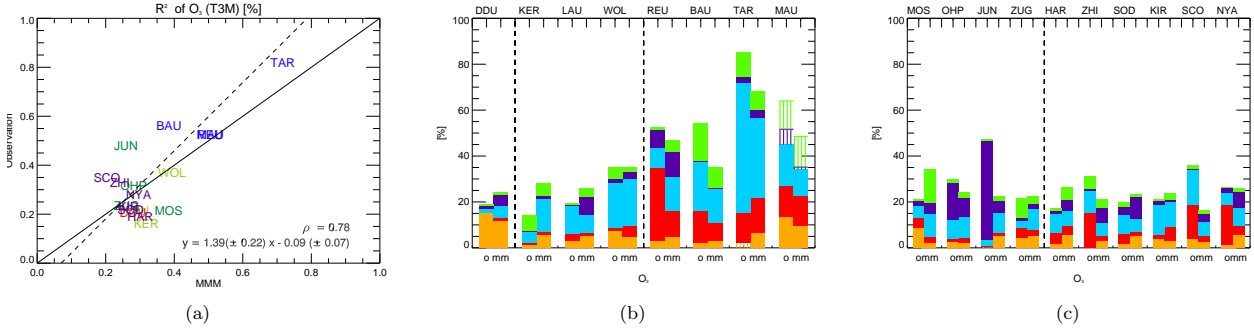 R² of O₃ (T3M) [%]
1.0
0.8
0.6
0.4
0.2
0.0
Observation
TAR
BAU
JUN
WOL
SCO
ZHI
OHP
NYA
HAR
MOS
KER
ρ = 0.78
y = 1.39(± 0.22) x - 0.09 (± 0.07)
0.0 0.2 0.4 0.6 0.8 1.0
MMM
(a)
DDU KER LAU WOL REU BAU TAR MAU
100
80
60
40
20
0
[%]
o mm o mm o mm o mm o mm o mm o mm o mm
O₃
(b)
MOS OHP JUN ZUG HAR ZHI SOD KIR SCO NYA
100
80
60
40
20
0
[%]
omm omm omm omm omm omm omm omm omm omm
O₃
(c)